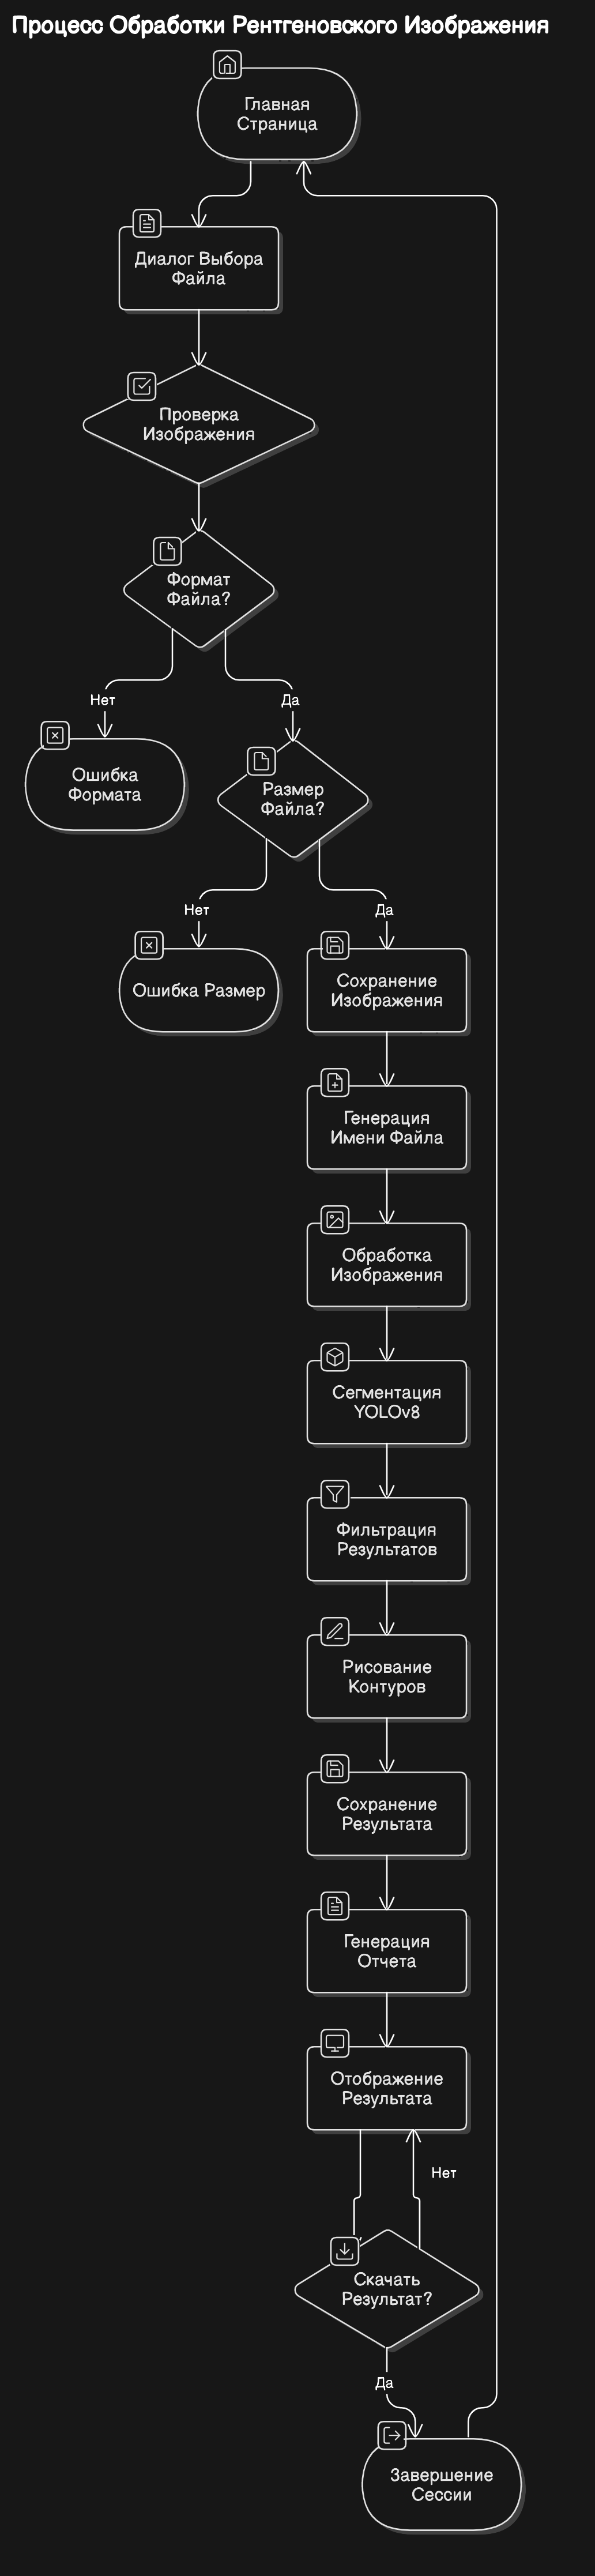 Процесс Обработки Рентгеновского Изображения
Главная
Страница
Диалог Выбора
Файла
Проверка
Изображения
Формат
Файла?
Нет
Да
Ошибка
Формата
Размер
Файла?
Нет
Да
Ошибка Размер
Сохранение
Изображения
Генерация
Имени Файла
Обработка
Изображения
Сегментация
YOLOv8
Фильтрация
Результатов
Рисование
Контуров
Сохранение
Результата
Генерация
Отчета
Отображение
Результата
Нет
Скачать
Результат?
Да
Завершение
Сессии